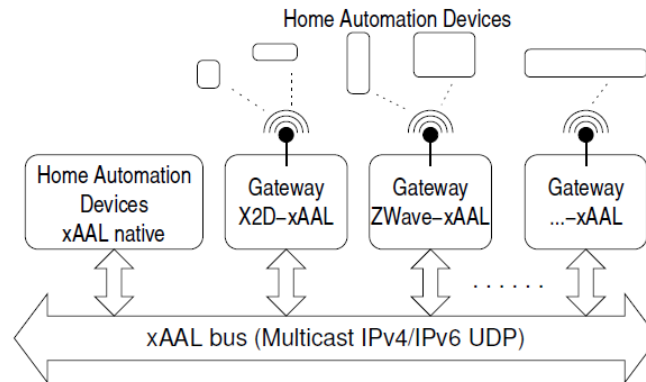 Home Automation Devices
Home Automation
Devices
xAAL native
Gateway
X2D–xAAL
Gateway
ZWave–xAAL
Gateway
...–xAAL
. . . . . .
xAAL bus (Multicast IPv4/IPv6 UDP)